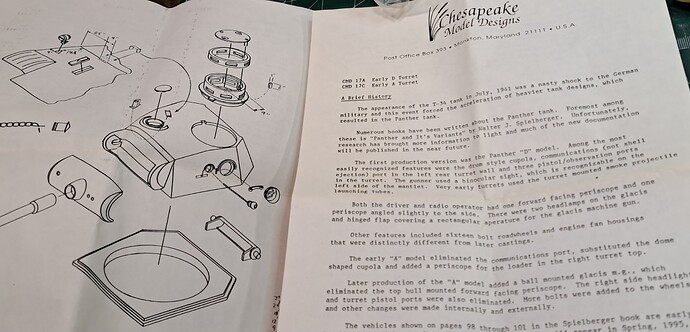 Chesapeake
Model Designs
Post Office Box 393 • Monkton, Maryland 21111 • U.S.A
CMD 17A Early D Turret
CMD 17C Early A Turret
A Brief History
The appearance of the T-34 tank in July, 1941 was a nasty shock to the German
military and this event forced the acceleration of heavier tank designs, which
resulted in the Panther tank.
Numerous books have been written about the Panther tank. Foremost among
these is "Panther and It's Variants" by Walter J. Spielberger. Unfortunately,
research has brought more information to light and much of the new documentation
will be published in the near future.
The first production version was the Panther "D" model. Among the most
easily recognized features were the drum style cupola, communications (not shell
ejection) port in the left rear turret wall and three pistol/observation ports
in the turret. The gunner used a binocular sight, which is recognizable on the
left side of the mantlet. Very early turrets used the turret mounted smoke projectile
launching tubes.
Both the driver and radio operator had one forward facing periscope and one
periscope angled slightly to the side. There were two headlamps on the glacis
and hinged flap covering a rectangular aperature for the glacis machine gun.
Other features included sixteen bolt roadwheels and engine fan housings
that were distinctly different from later castings.
The early "A" model eliminated the communications port, substituted the dome
shaped cupola and added a periscope for the loader in the right turret top.
Later production of the "A" model added a ball mounted glacis m.g., which
eliminated the top hull mounted forward facing periscope. The right side headlight
and turret pistol ports were also eliminated. More bolts were added to the wheels
and other changes were made internally and externally.
The vehicles shown on pages 98 through 101 in the Spielberger book are early
in Spring, 1995,